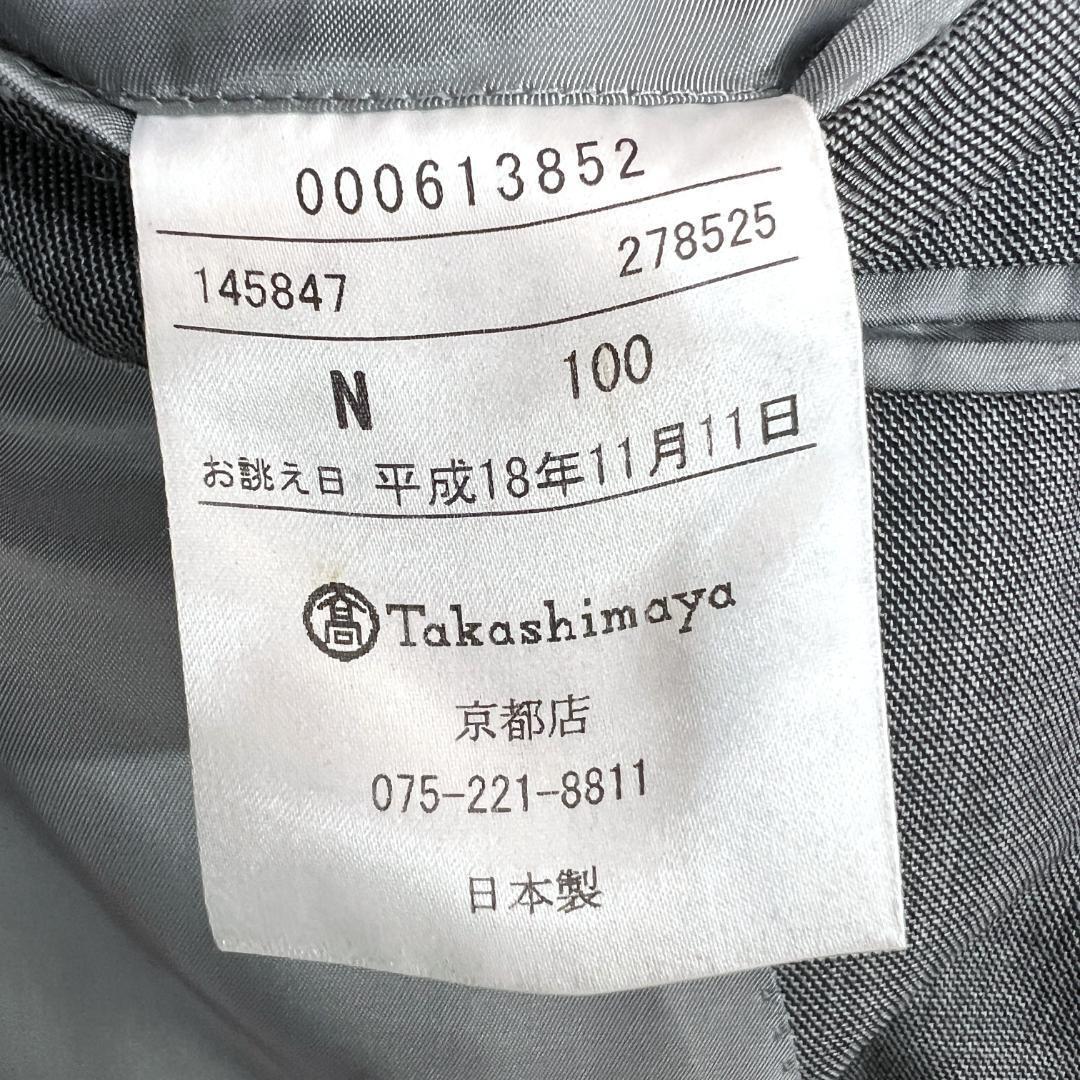 000613852
145847 278525
N 100
お誂え日 平成18年11月11日
髙 Takashimaya
京都店
075-221-8811
日本製